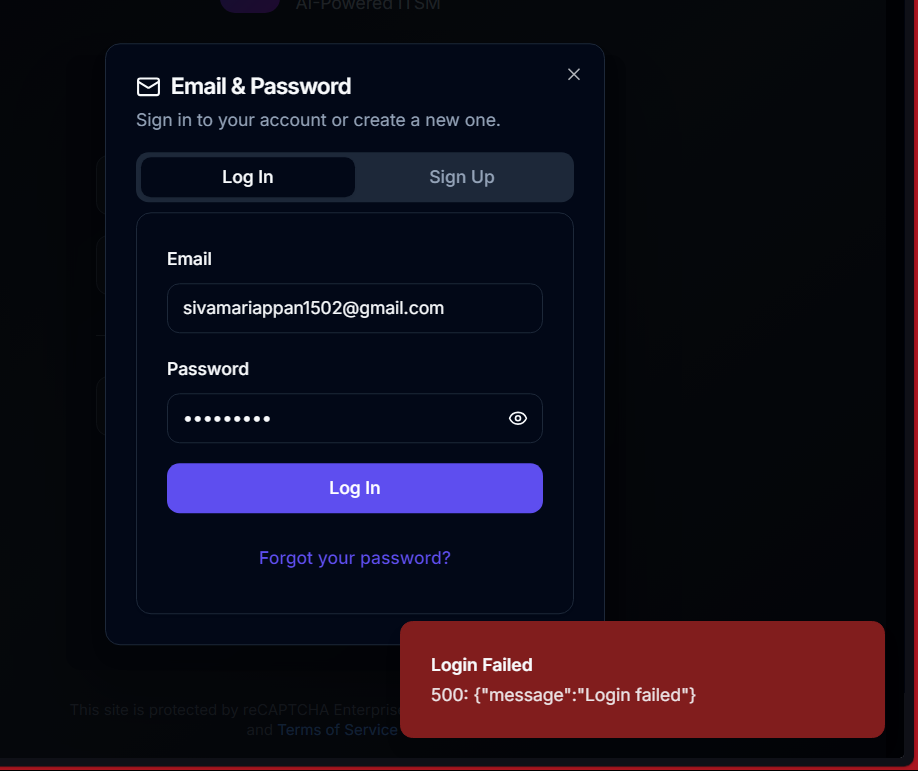 AI-Powered ITSM
Email & Password
Sign in to your account or create a new one.
Log In
Sign Up
Email
sivamariappan1502@gmail.com
Password
•••••••••
Log In
Forgot your password?
Login Failed
500: {"message":"Login failed"}
This site is protected by reCAPTCHA Enterprise
and Terms of Service